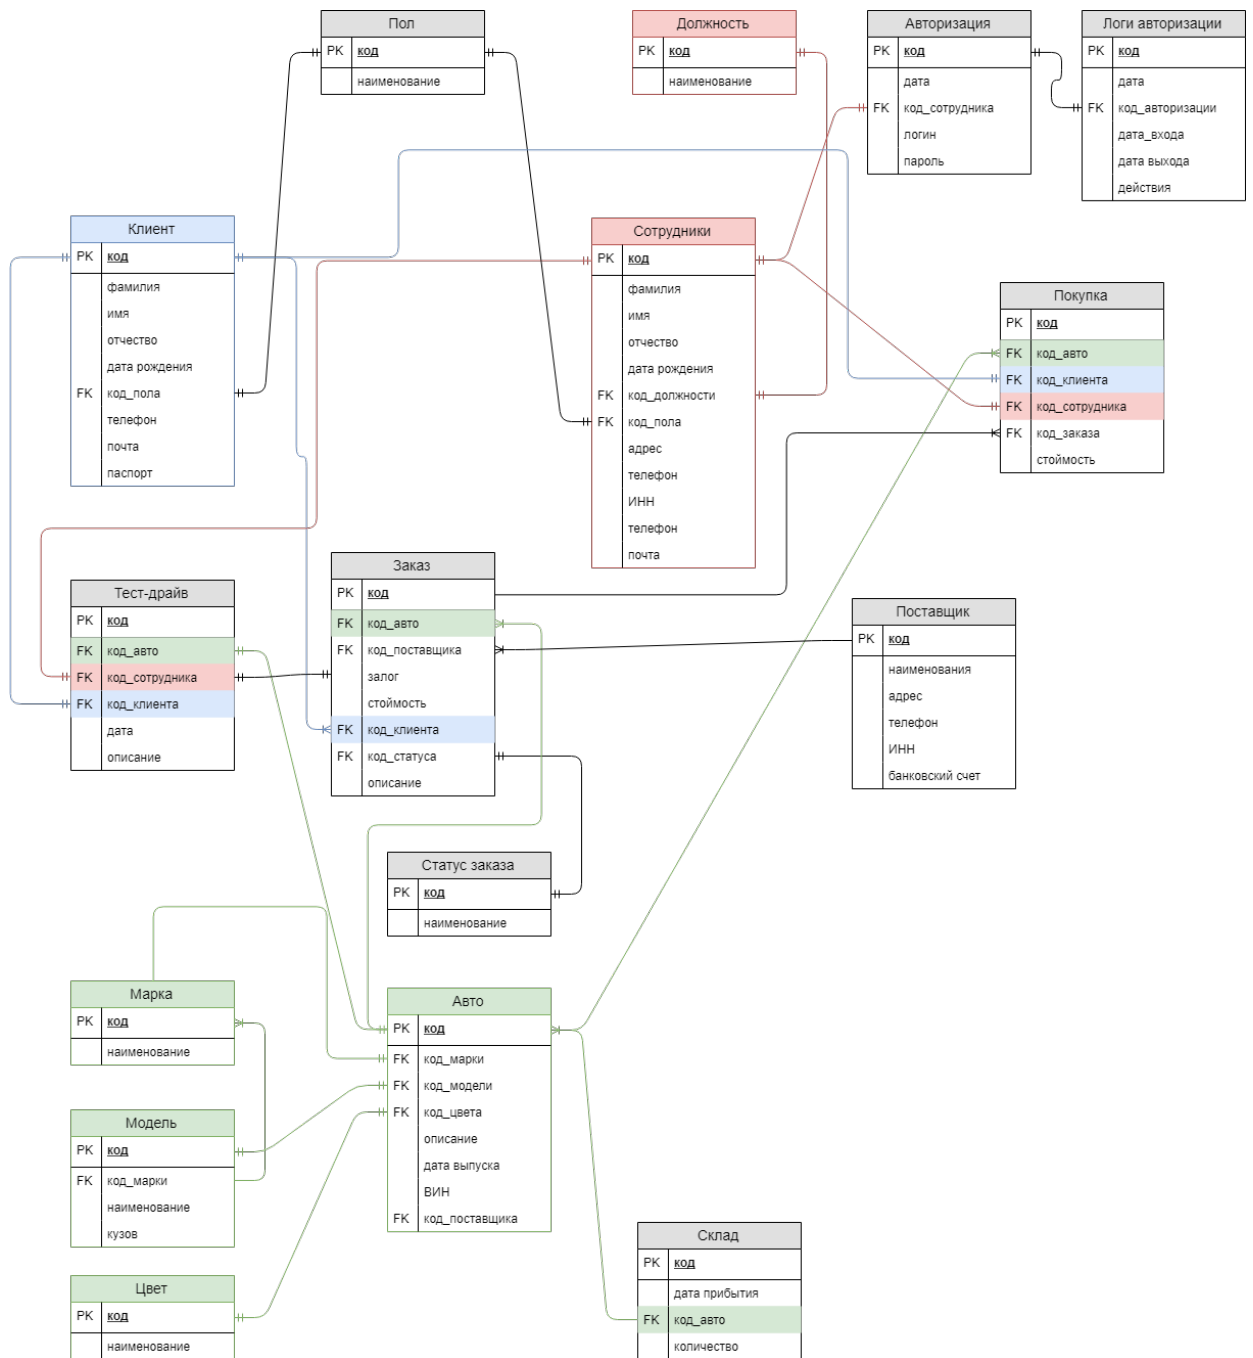 Пол
PK код
наименование
Должность
PK код
наименование
Авторизация
PK код
дата
FK код_сотрудника
логин
пароль
Логи авторизации
PK код
дата
FK код_авторизации
дата_входа
дата выхода
действия
Клиент
PK код
фамилия
имя
отчество
дата рождения
FK код_пола
телефон
почта
паспорт
Сотрудники
PK код
фамилия
имя
отчество
дата рождения
FK код_должности
FK код_пола
адрес
телефон
ИНН
телефон
почта
Покупка
PK код
FK код_авто
FK код_клиента
FK код_сотрудника
FK код_заказа
стоймость
Тест-драйв
PK код
FK код_авто
FK код_сотрудника
FK код_клиента
дата
описание
Заказ
PK код
FK код_авто
FK код_поставщика
залог
стоймость
FK код_клиента
FK код_статуса
описание
Поставщик
PK код
наименования
адрес
телефон
ИНН
банковский счет
Статус заказа
PK код
наименование
Марка
PK код
наименование
Авто
PK код
FK код_марки
FK код_модели
FK код_цвета
описание
дата выпуска
ВИН
FK код_поставщика
Модель
PK код
FK код_марки
наименование
кузов
Цвет
PK код
наименование
Склад
PK код
дата прибытия
FK код_авто
количество